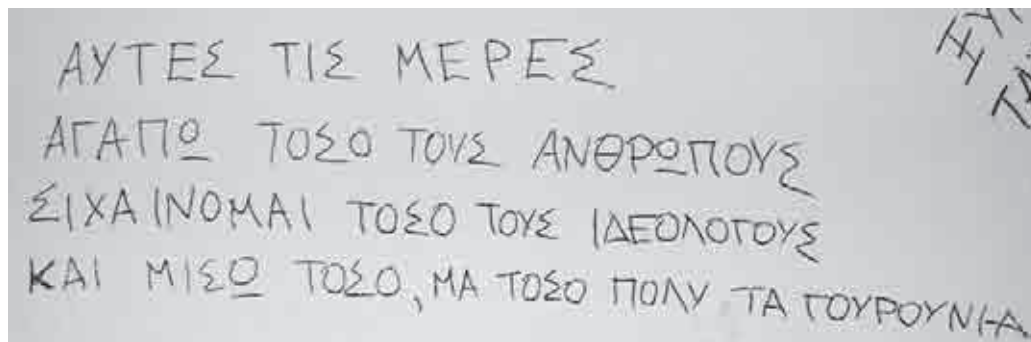 ΑΥΤΕΣ ΤΙΣ ΜΕΡΕΣ
ΑΓΑΠΩ ΤΟΣΟ ΤΟΥΣ ΑΝΘΡΩΠΟΥΣ
ΣΙΧΑΙΝΟΜΑΙ ΤΟΣΟ ΤΟΥΣ ΙΔΕΟΛΟΓΟΥΣ
ΚΑΙ ΜΙΣΩ ΤΟΣΟ, ΜΑ ΤΟΣΟ ΠΟΛΥ ΤΑ ΓΟΥΡΟΥΝΙΑ